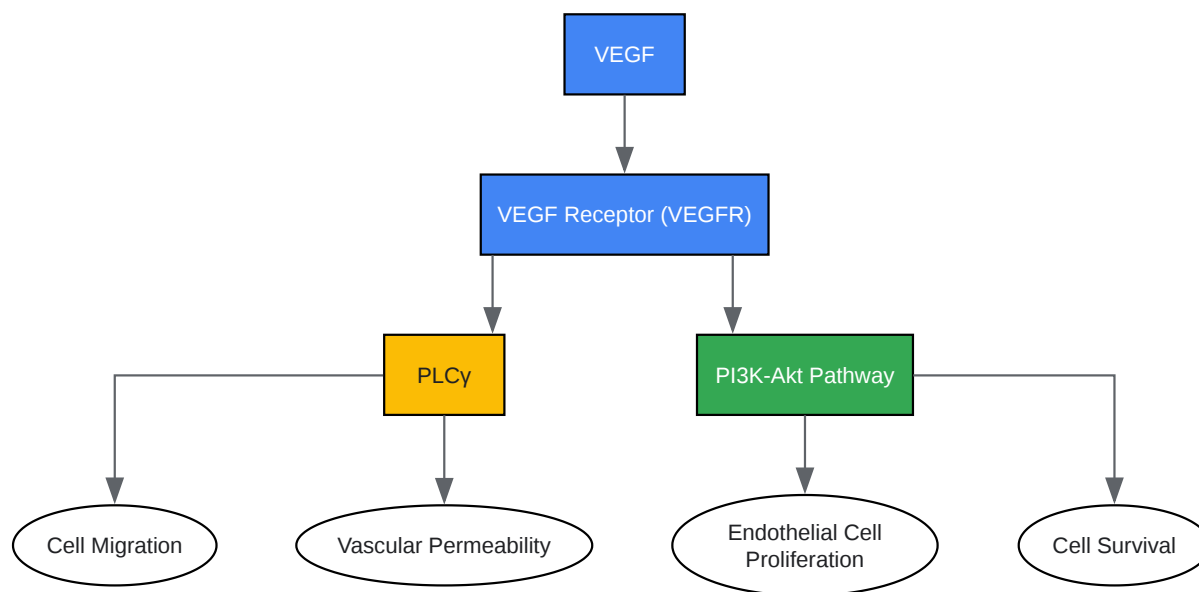 VEGF
VEGF Receptor (VEGFR)
PLCγ
PI3K-Akt Pathway
Cell Migration
Vascular Permeability
Endothelial Cell
Proliferation
Cell Survival